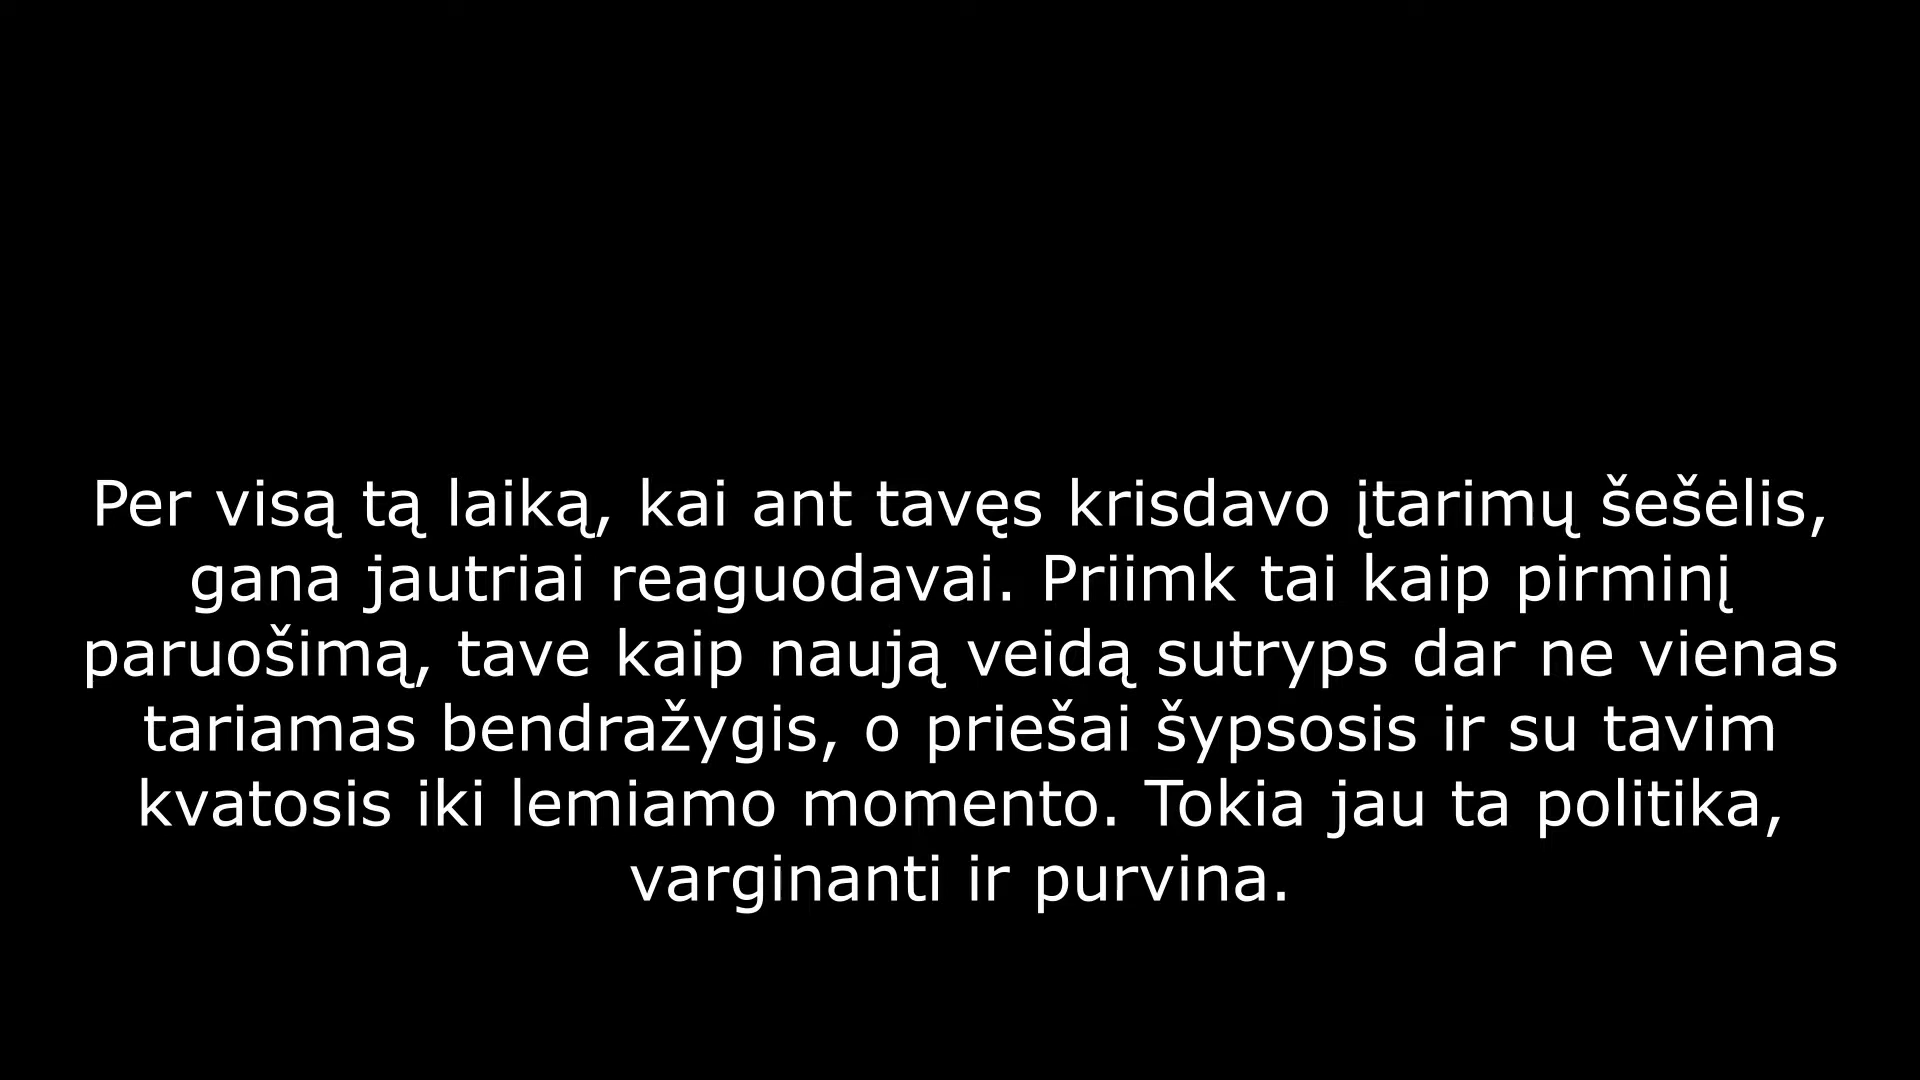 Per visą tą laiką, kai ant tavęs krisdavo įtarimų šešėlis,
gana jautriai reaguodavai. Priimk tai kaip pirminį
paruošimą, tave kaip naują veidą sutryps dar ne vienas
tariamas bendražygis, o priešai šypsosis ir su tavim
kvatosis iki lemiamo momento. Tokia jau ta politika,
varginanti ir purvina.